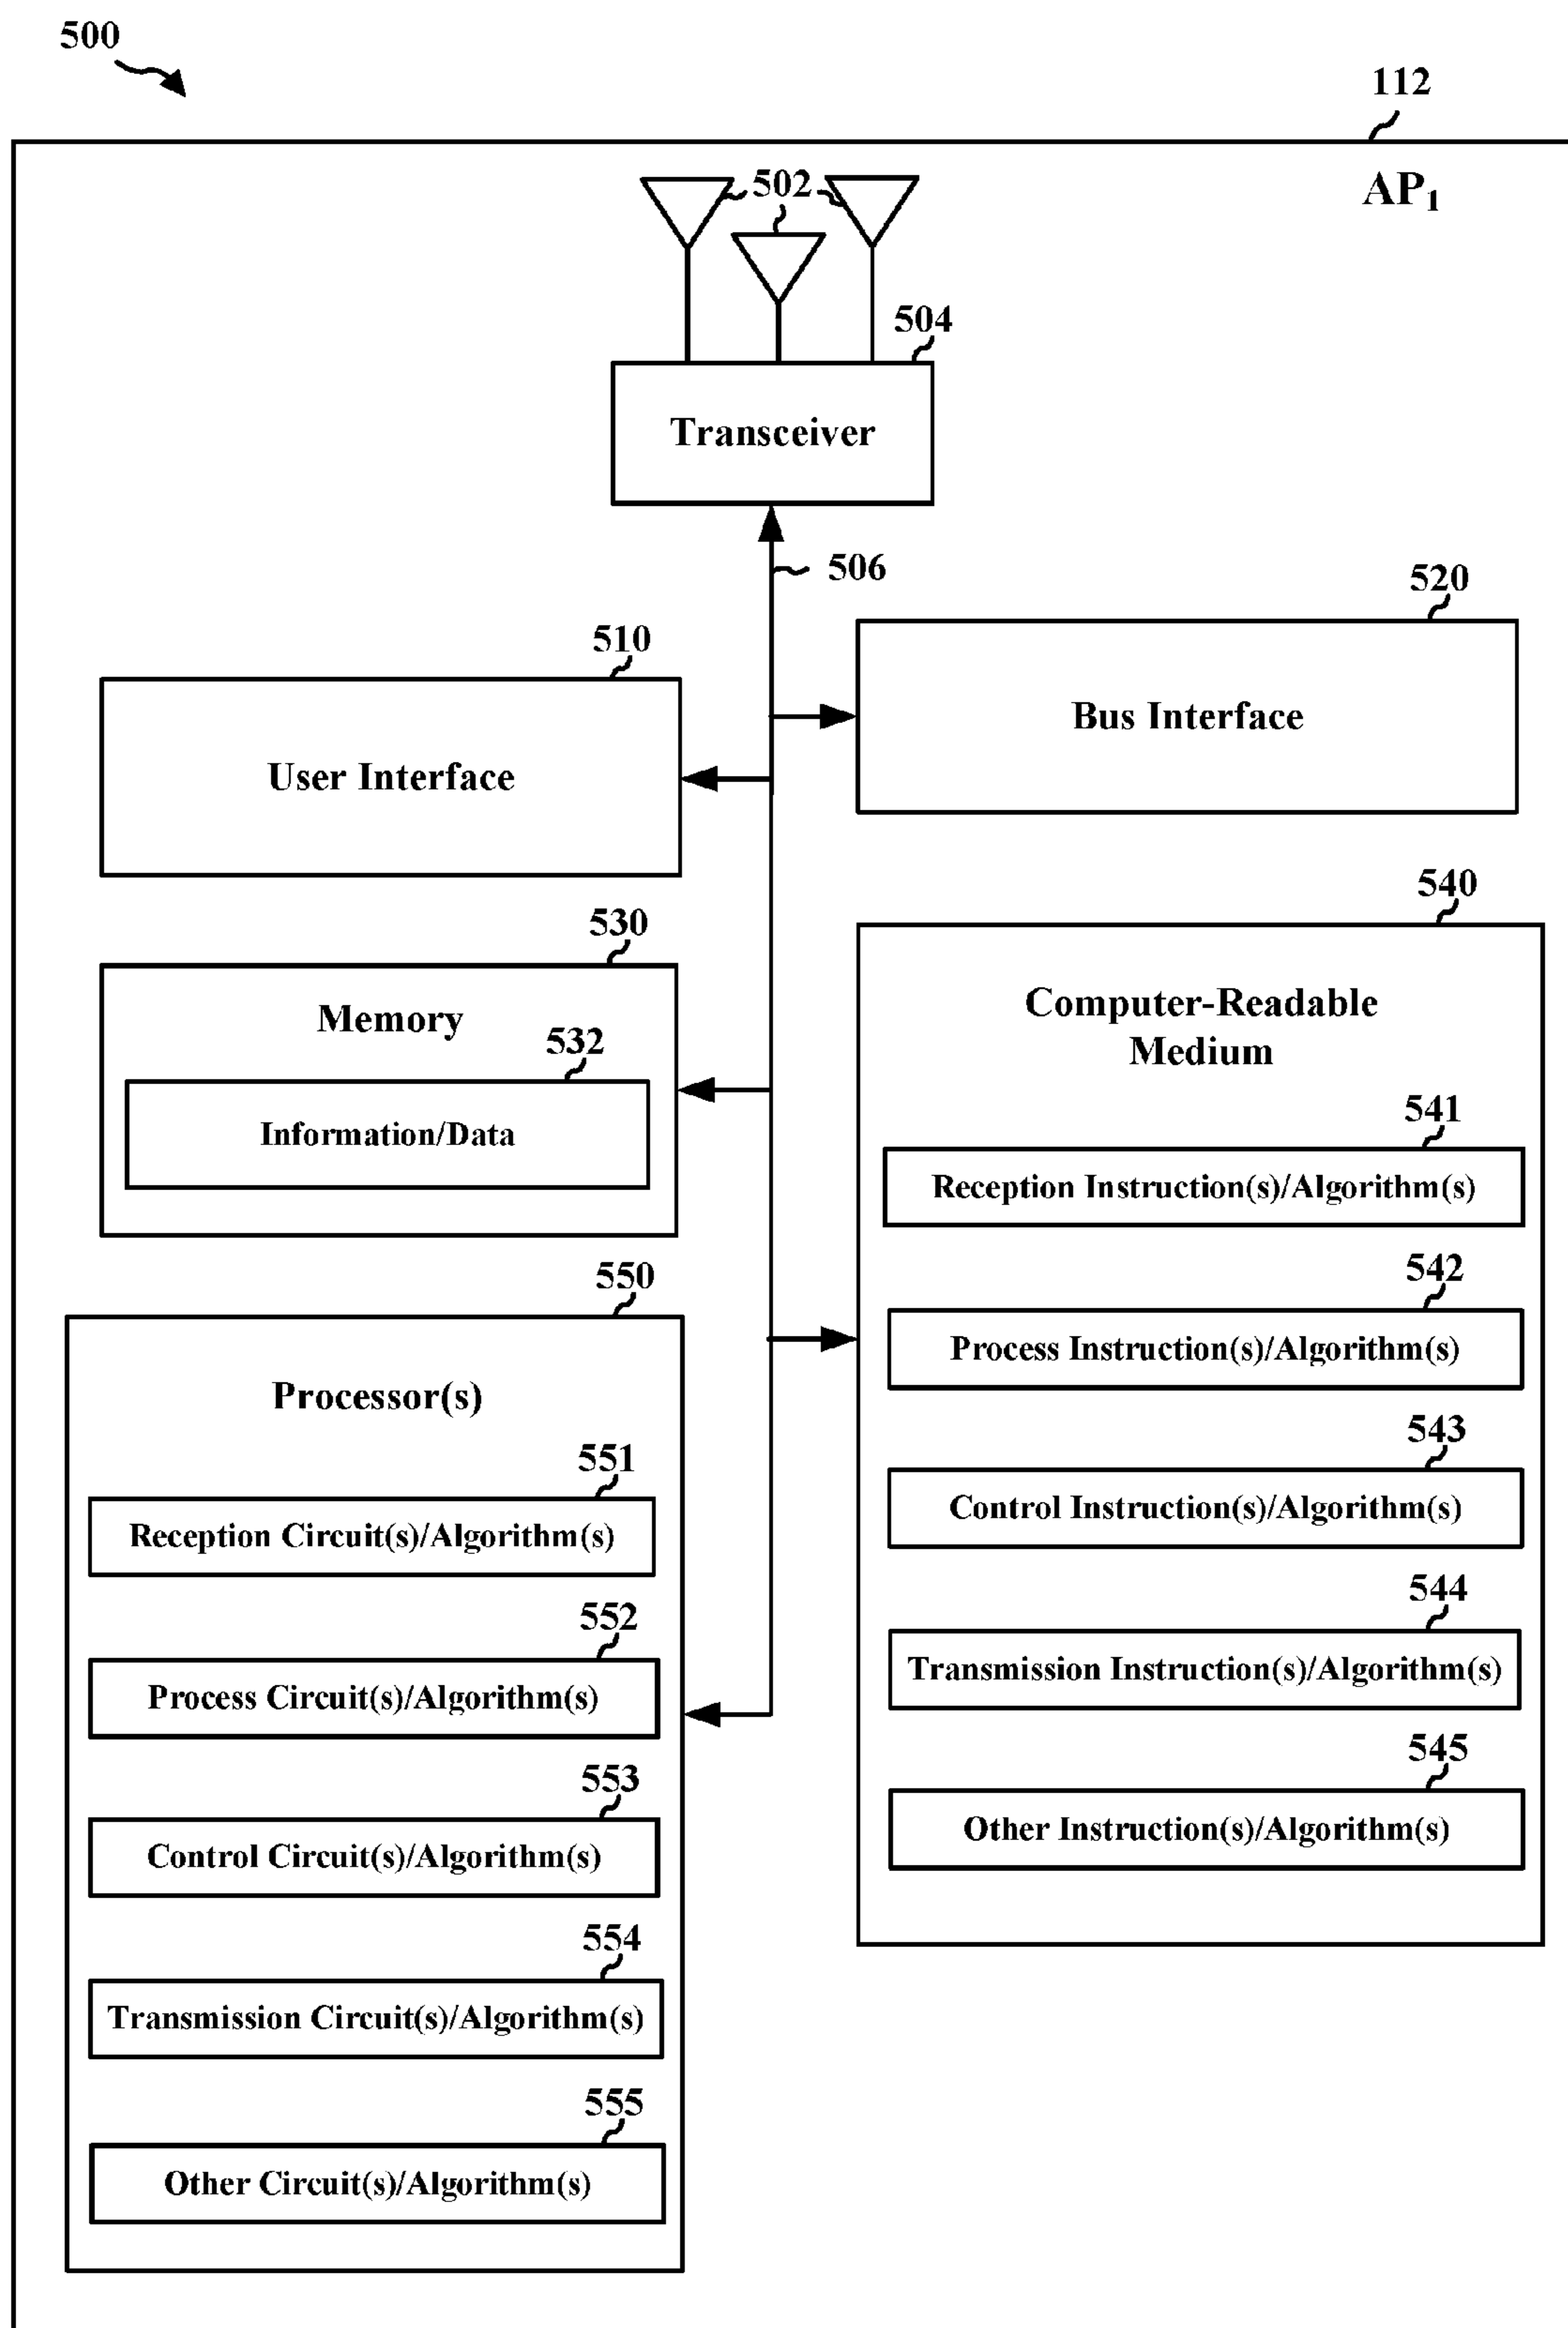 500
112
AP1
502
504
Transceiver
506
520
Bus Interface
510
User Interface
530
Memory
532
Information/Data
540
Computer-Readable
Medium
541
Reception Instruction(s)/Algorithm(s)
542
Process Instruction(s)/Algorithm(s)
543
Control Instruction(s)/Algorithm(s)
544
Transmission Instruction(s)/Algorithm(s)
545
Other Instruction(s)/Algorithm(s)
550
Processor(s)
551
Reception Circuit(s)/Algorithm(s)
552
Process Circuit(s)/Algorithm(s)
553
Control Circuit(s)/Algorithm(s)
554
Transmission Circuit(s)/Algorithm(s)
555
Other Circuit(s)/Algorithm(s)